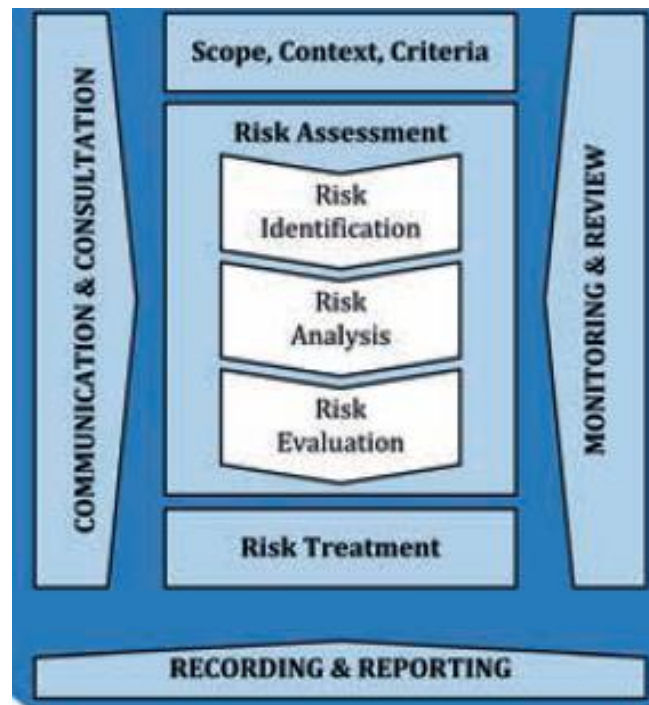 Scope, Context, Criteria
Risk Assessment
Risk
Identification
Risk
Analysis
Risk
Evaluation
Risk Treatment
COMMUNICATION & CONSULTATION
MONITORING & REVIEW
RECORDING & REPORTING